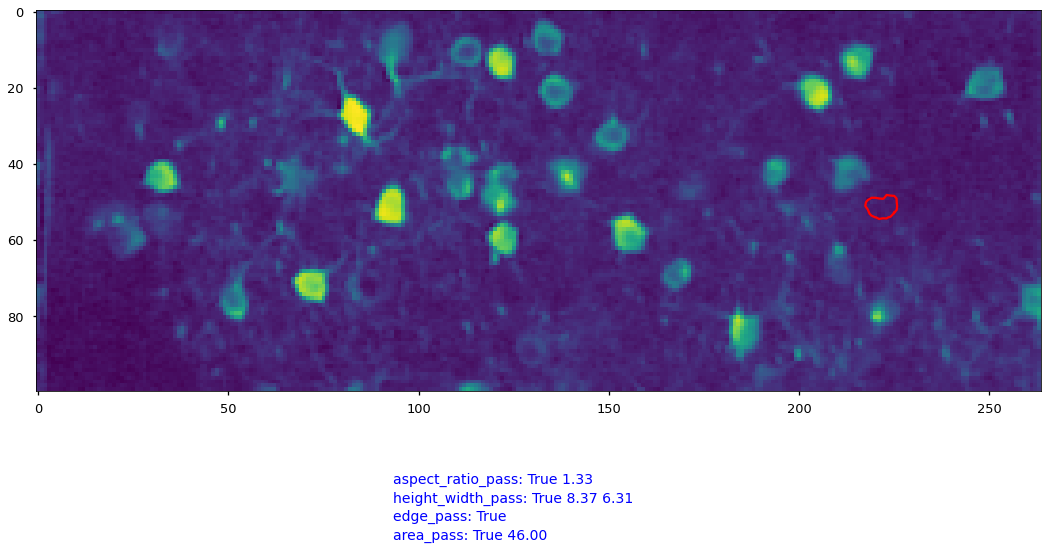 0
20
40
60
80
0
50
100
150
200
250
aspect_ratio_pass: True 1.33
height_width_pass: True 8.37 6.31
edge_pass: True
area_pass: True 46.00